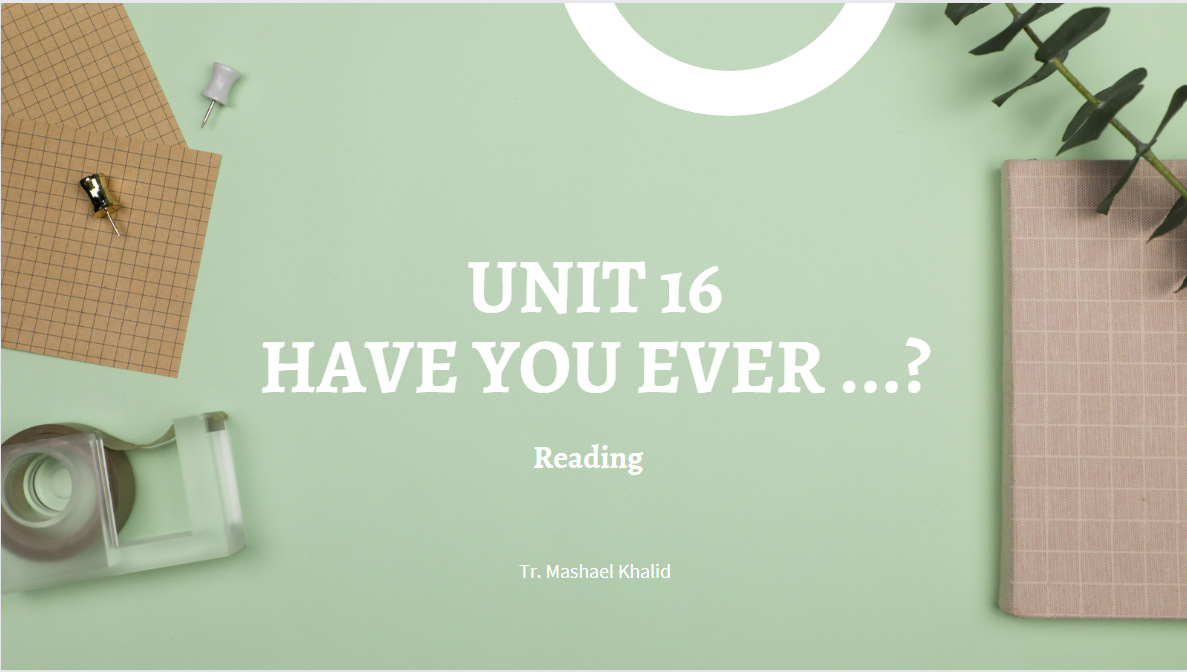 UNIT 16
HAVE YOU EVER ...?
Reading
Tr. Mashael Khalid